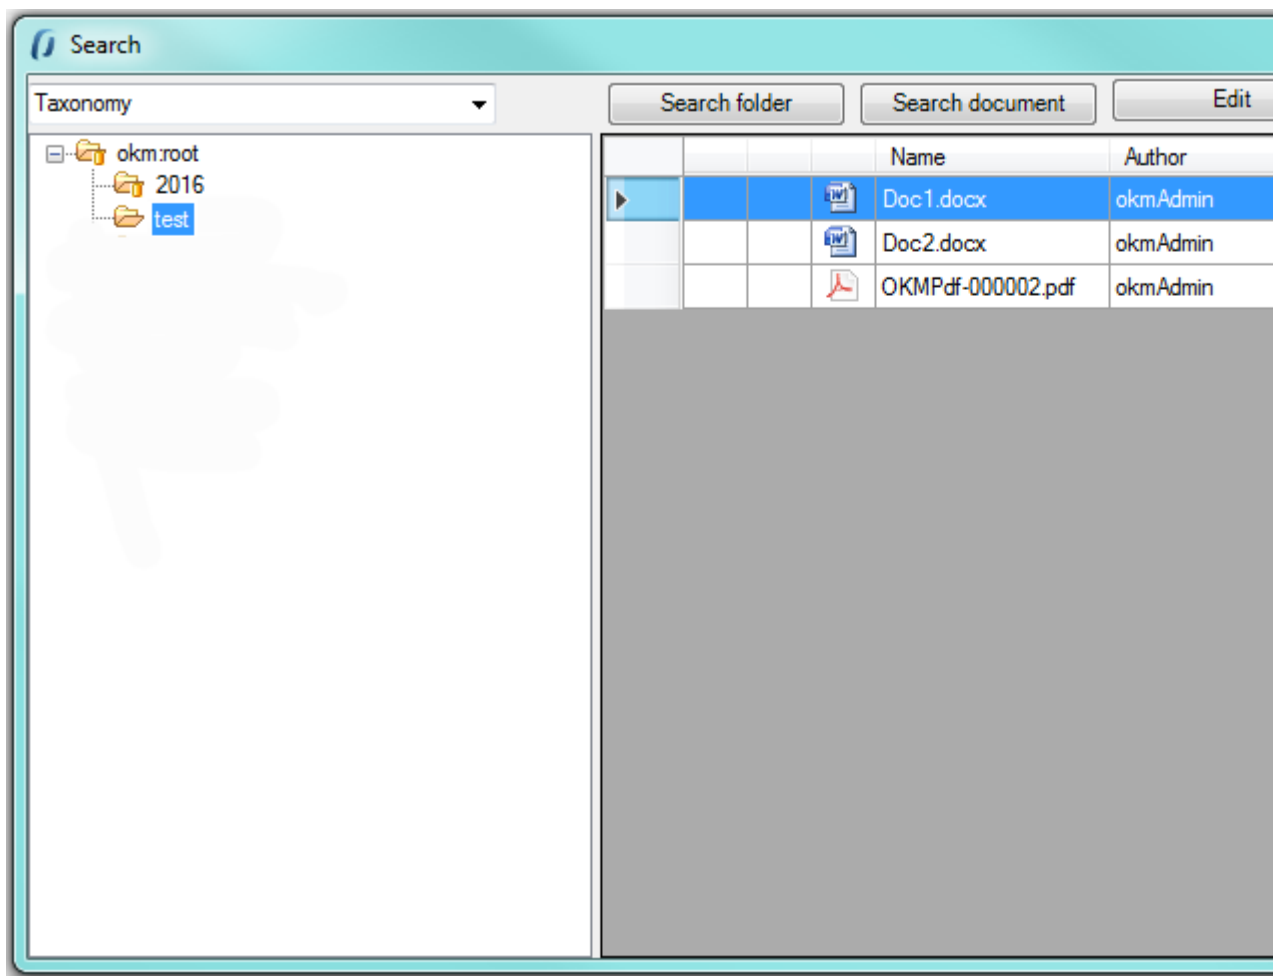 Search
Taxonomy
Search folder Search document Edit
okm:root
2016
test
Name Author
Doc1.docx okmAdmin
Doc2.docx okmAdmin
OKMPdf-000002.pdf okmAdmin